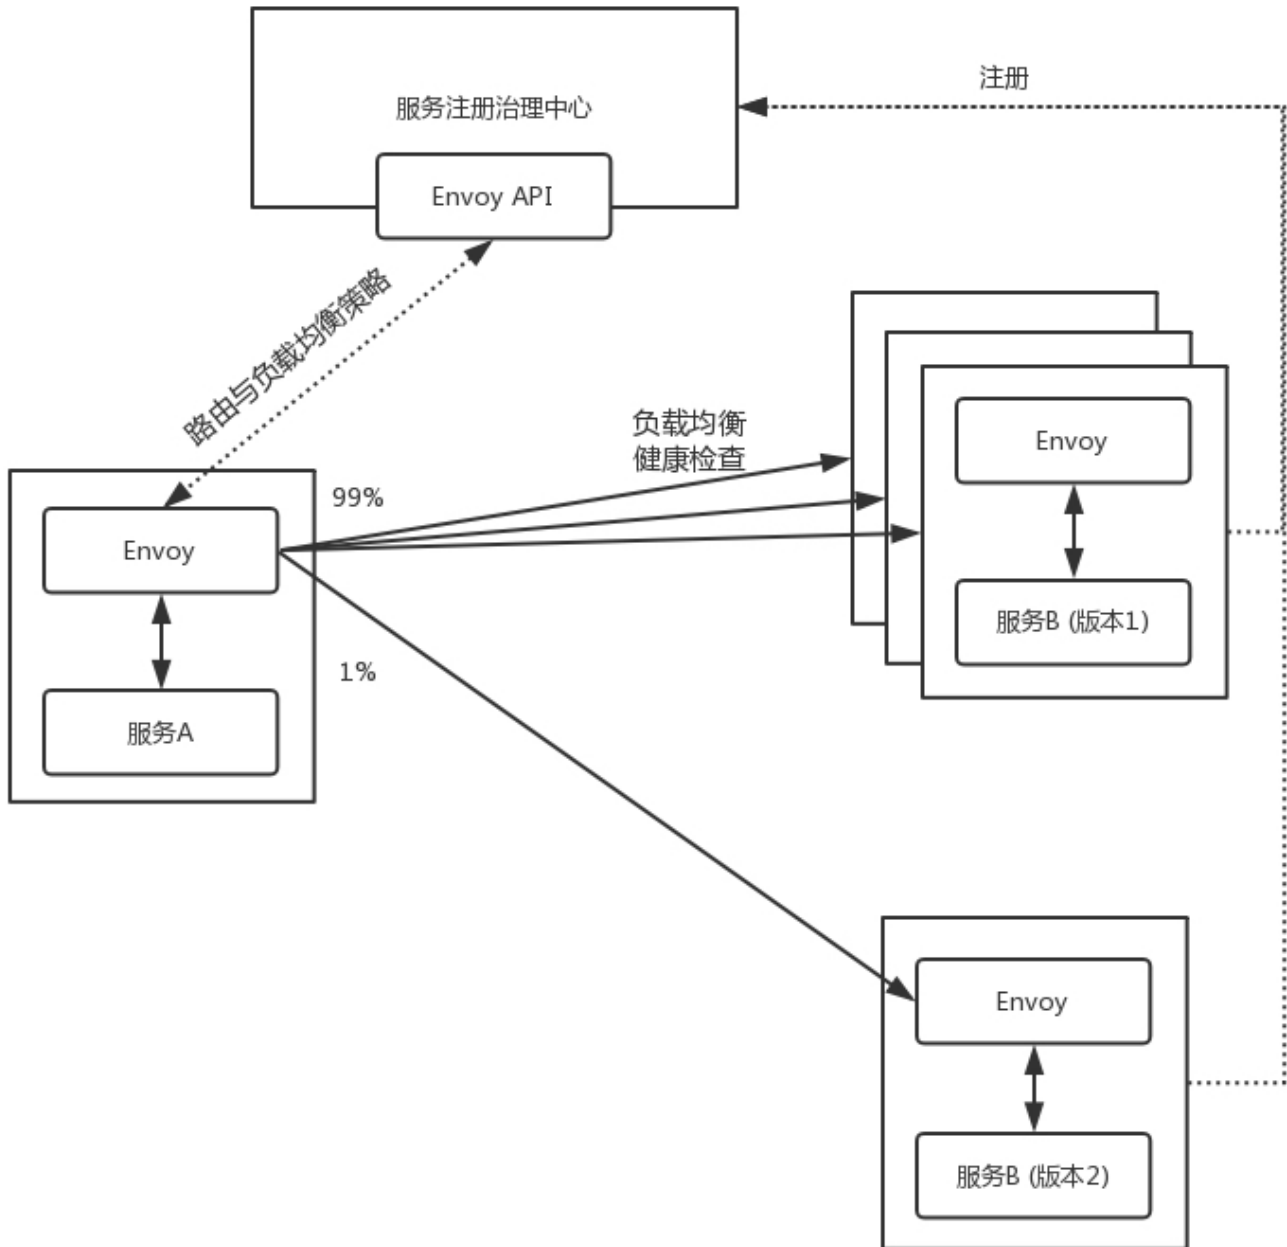 注册
服务注册治理中心
Envoy API
路由与负载均衡策略
负载均衡
健康检查
99%
Envoy
Envoy
1%
服务B (版本1)
服务A
Envoy
服务B (版本2)